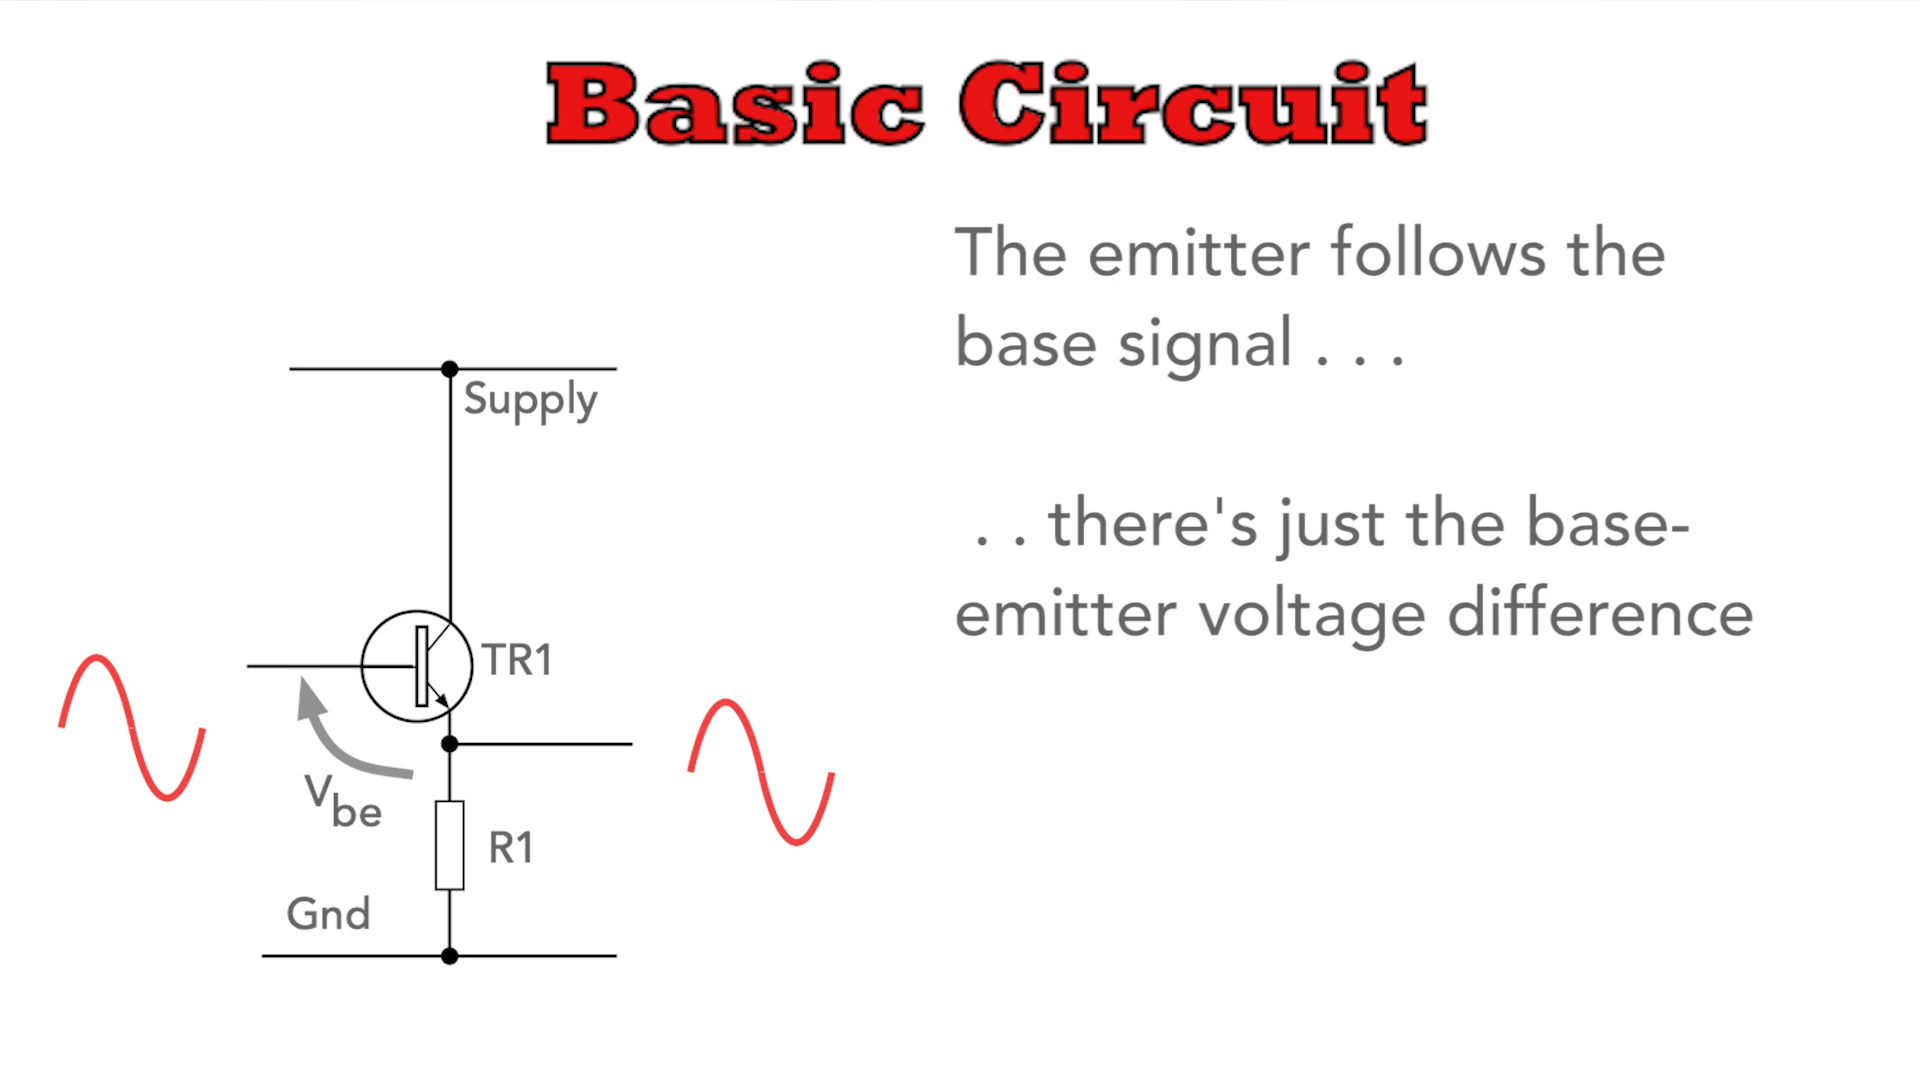 Basic Circuit
The emitter follows the
base signal . . .
. . there's just the base-
emitter voltage difference
Supply
TR1
Vbe
R1
Gnd